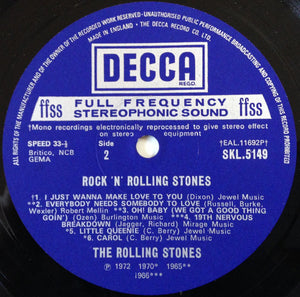 MADE IN ENGLAND · ALL RIGHTS OF THE MANUFACTURER AND OF THE OWNER OF THE RECORDED WORK RESERVED · UNAUTHORISED PUBLIC PERFORMANCE BROADCASTING AND COPYING OF THIS RECORD PROHIBITED
DECCA
REGD.
ffss FULL FREQUENCY ffss
STEREOPHONIC SOUND
†Mono recordings electronically reprocessed to give stereo effect
on stereo equipment.
SPEED 33-⅓ Side †EAL.11692P†
Britico, NCB 2 SKL.5149
GEMA
ROCK 'N' ROLLING STONES
*1. I JUST WANNA MAKE LOVE TO YOU (Dixon) Jewel Music
**2. EVERYBODY NEEDS SOMEBODY TO LOVE (Russell, Burke,
Wexler) Robert Mellin **3. OH! BABY (WE GOT A GOOD THING
GOIN') (Ozen) Burlington Music ***4. 19TH NERVOUS
BREAKDOWN (Jagger, Richard) Mirage Music
*5. LITTLE QUEENIE (C. Berry) Jewel Music
*6. CAROL (C. Berry) Jewel Music
THE ROLLING STONES
℗ 1972 1970* 1965**
1966***